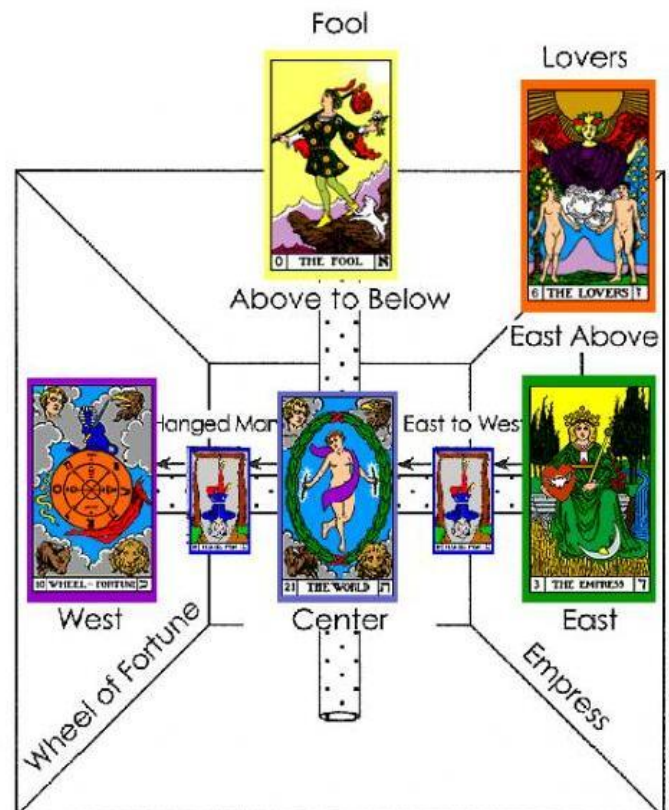 Fool
Lovers
0 THE FOOL א
6 THE LOVERS ז
Above to Below
East Above
Hanged Man
East to West
10 WHEEL of FORTUNE כ
21 THE WORLD ת
3 THE EMPRESS ד
West
Center
East
Wheel of Fortune
Empress